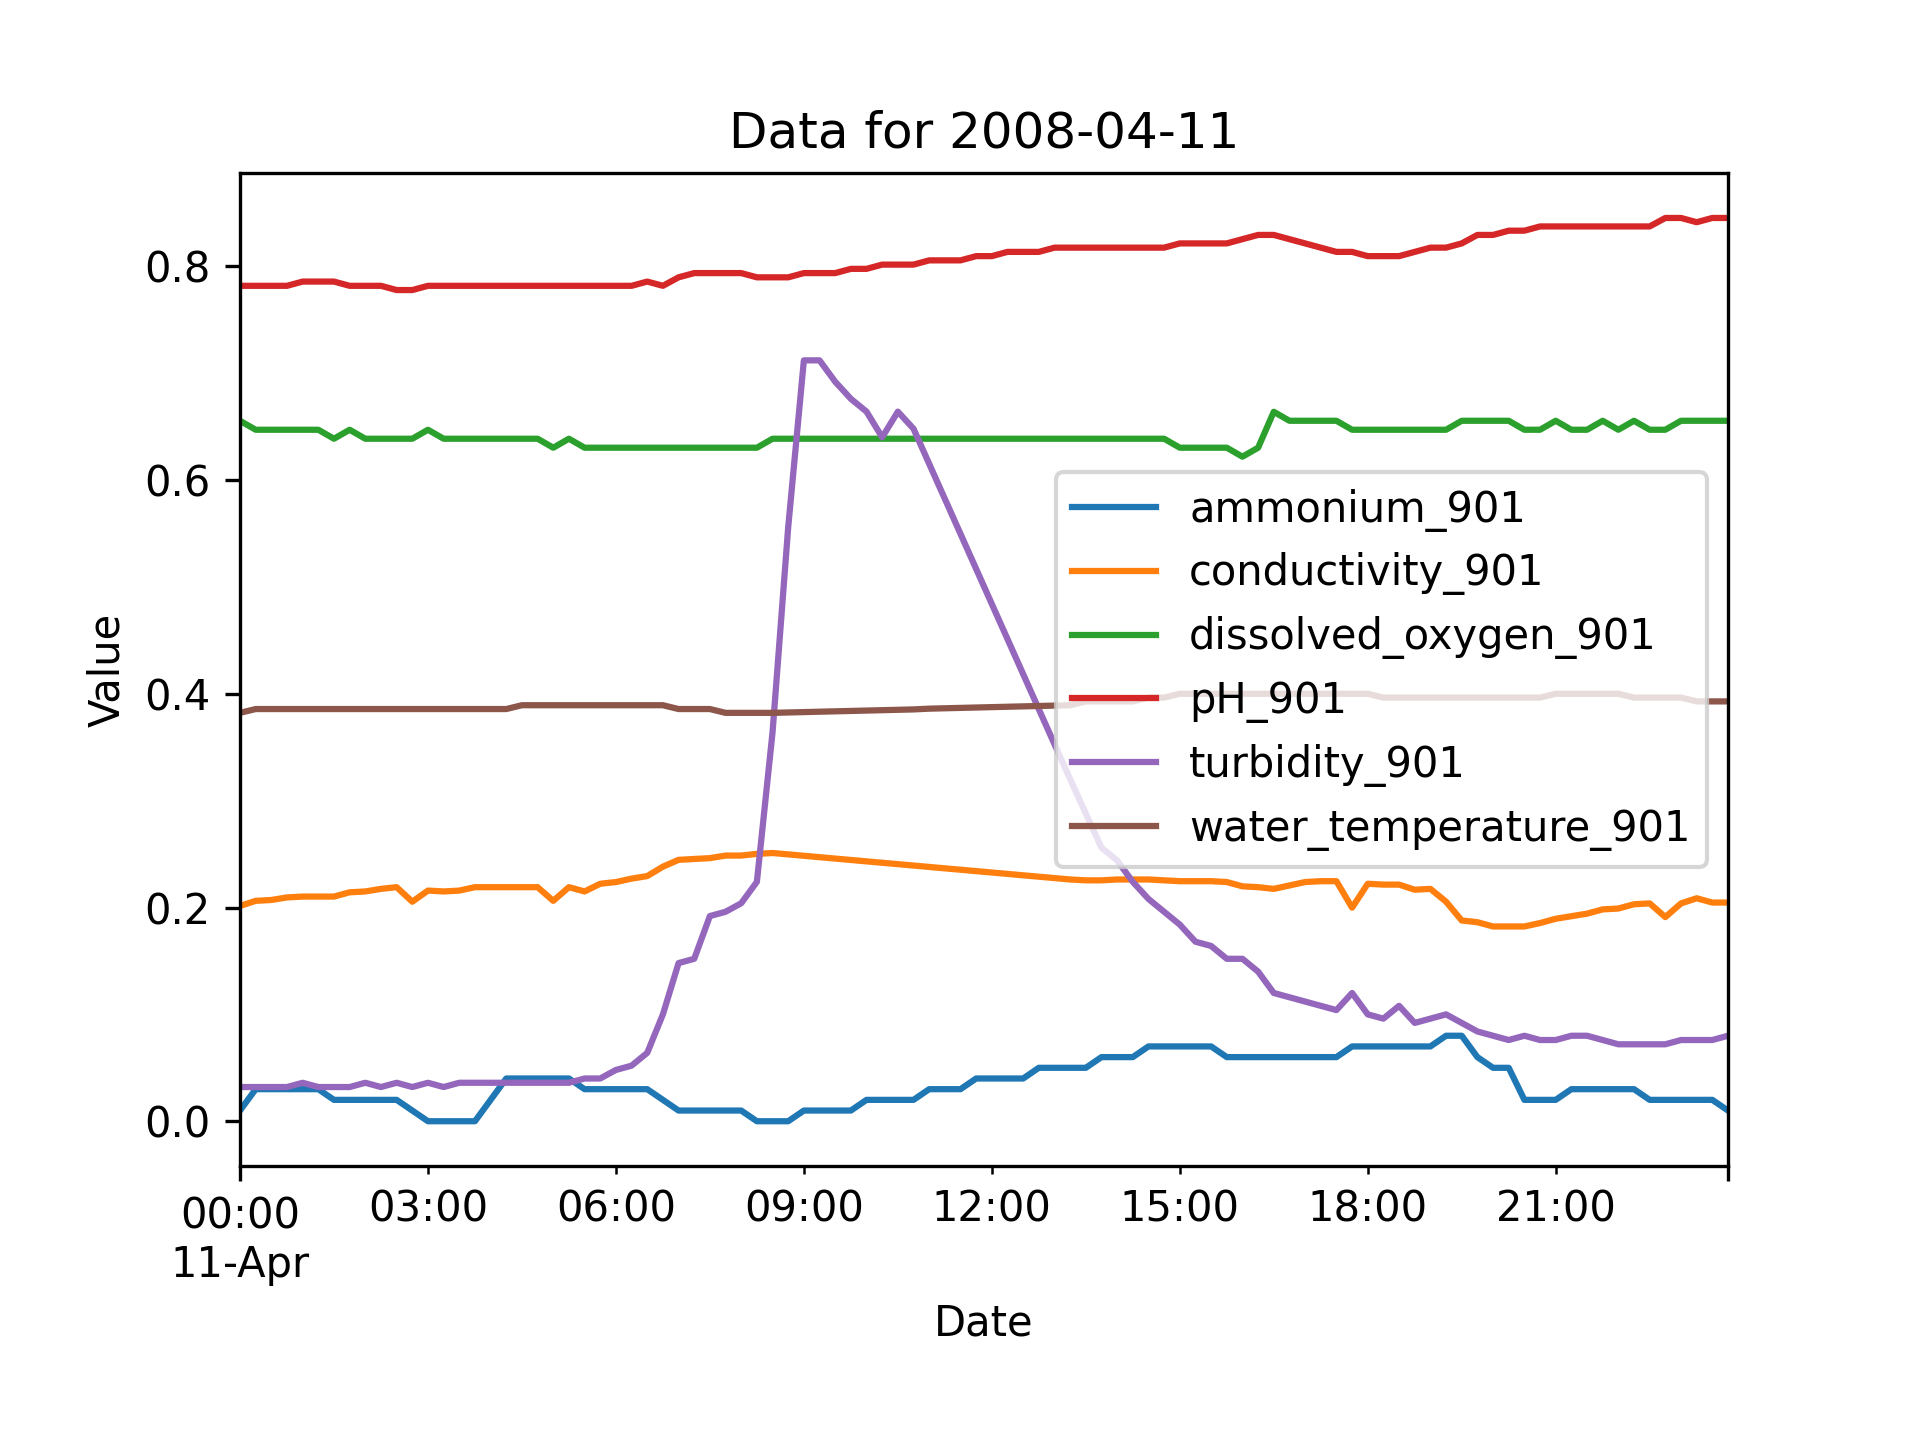 Data for 2008-04-11
Value
0.8
0.6
0.4
0.2
0.0
ammonium_901
conductivity_901
dissolved_oxygen_901
pH_901
turbidity_901
water_temperature_901
00:00 03:00 06:00 09:00 12:00 15:00 18:00 21:00
11-Apr
Date